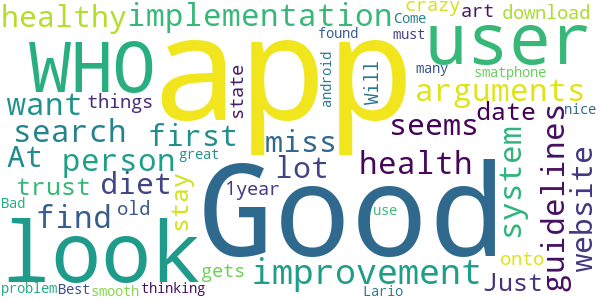 healthy implementation crazy art download
WHO app user
found Come must many
android Will state
want things arguments
search first miss seems date
smatphone nice
At person lot health
trust diet 1year
stay system guidelines website
Bad great Good use
find old
look gets improvement onto
Just
problem Best smooth thinking Lario